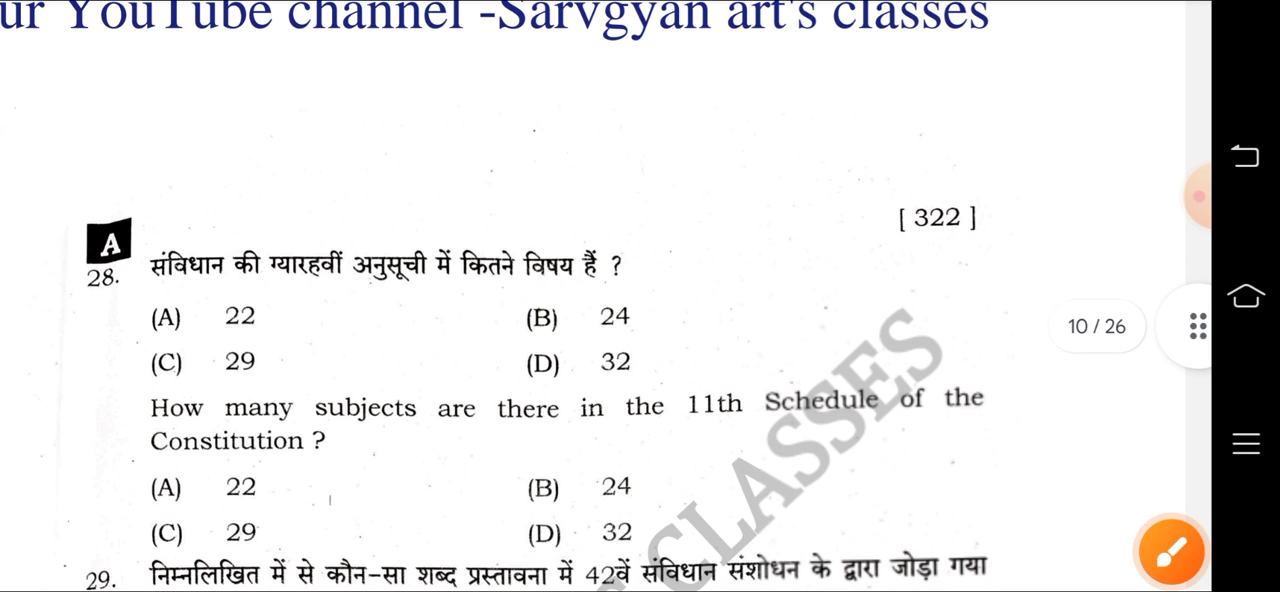 ur YouTube channel -Sarvgyan art's classes
[ 322 ]
A
28. संविधान की ग्यारहवीं अनुसूची में कितने विषय हैं ?
(A) 22 (B) 24
(C) 29 (D) 32
How many subjects are there in the 11th Schedule of the
Constitution ?
(A) 22 (B) 24
(C) 29 (D) 32
29. निम्नलिखित में से कौन-सा शब्द प्रस्तावना में 42वें संविधान संशोधन के द्वारा जोड़ा गया
CLASSES
10 / 26